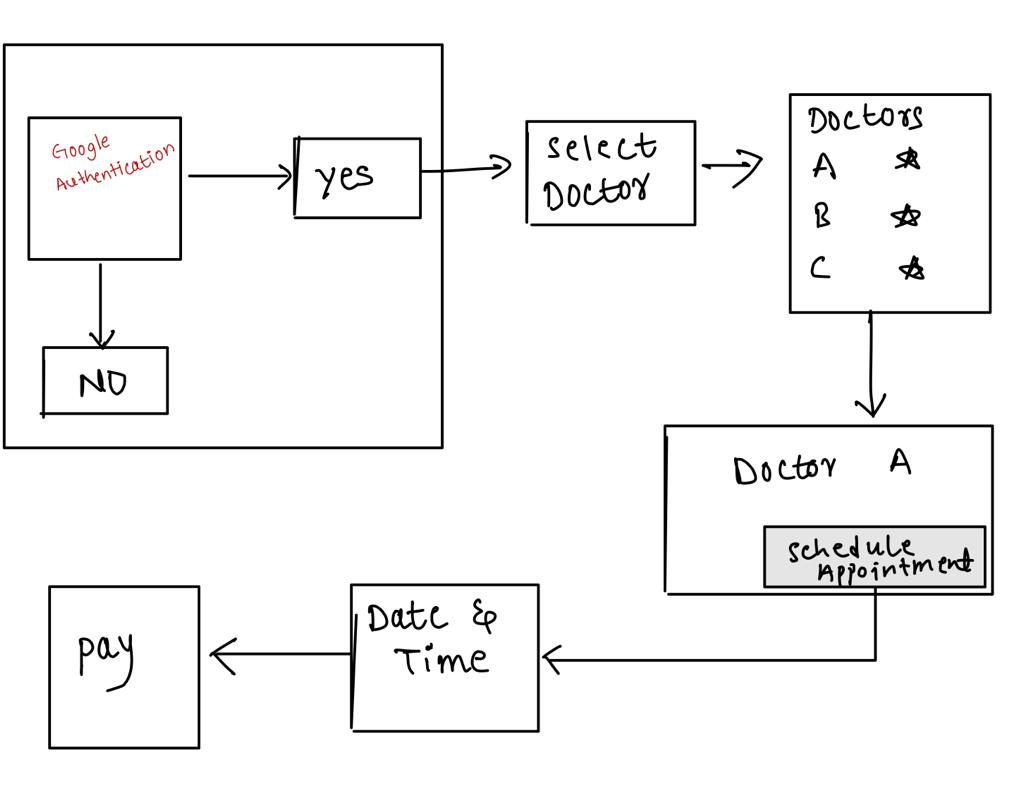 Google
Authentication
yes
NO
select
Doctor
Doctors
A
B
C
Doctor A
schedule
Appointment
Date &
Time
pay